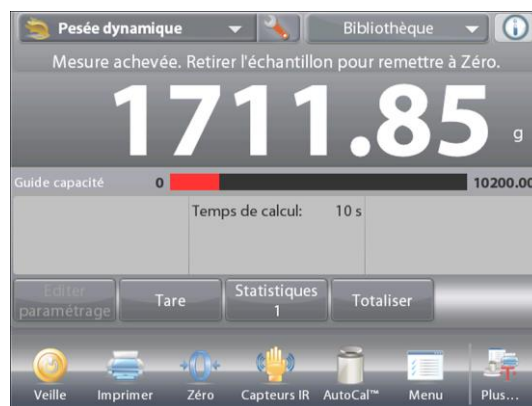 Pesée dynamique
Bibliothèque
Mesure achevée. Retirer l'échantillon pour remettre à Zéro.
1711.85 g
Guide capacité 0 10200.00
Temps de calcul: 10 s
Editer paramétrage
Tare
Statistiques 1
Totaliser
Veille
Imprimer
Zéro
Capteurs IR
AutoCal™
Menu
Plus...